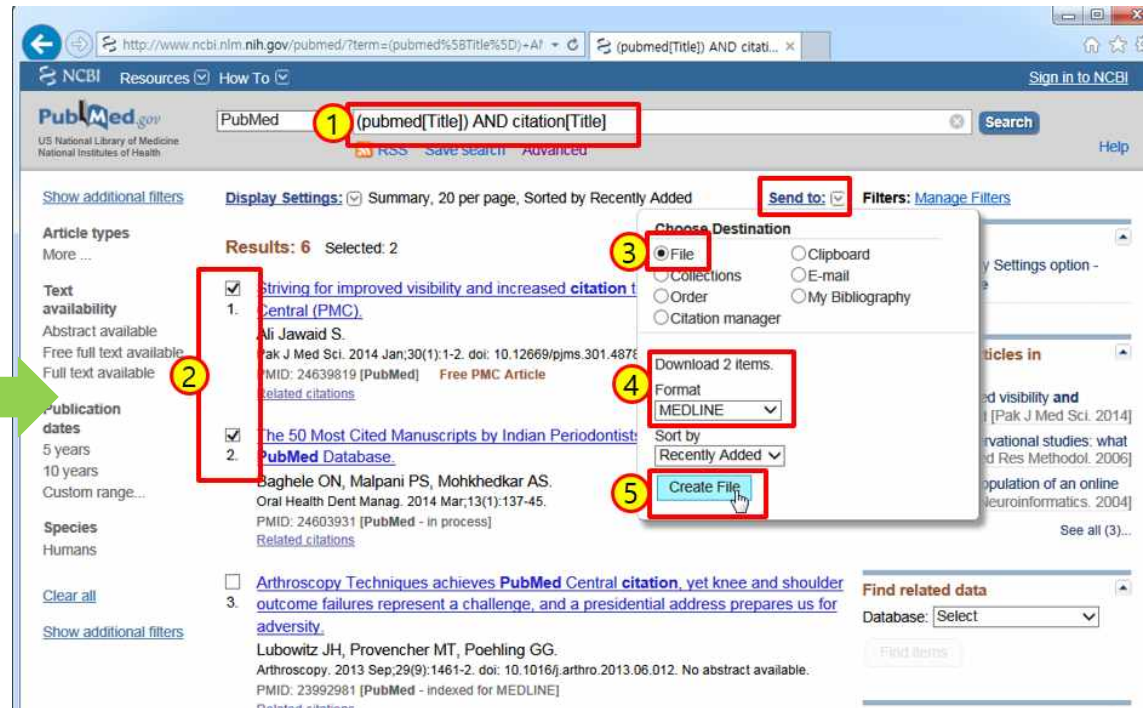 http://www.ncbi.nlm.nih.gov/pubmed/?term=(pubmed%5BTitle%5D)+AN
(pubmed[Title]) AND citati...
NCBI Resources How To
Sign in to NCBI
PubMed.gov
US National Library of Medicine
National Institutes of Health
PubMed
1
(pubmed[Title]) AND citation[Title]
Search
RSS Save search Advanced
Help
Show additional filters
Article types
More ...
Text
availability
Abstract available
Free full text available
Full text available
Publication
dates
5 years
10 years
Custom range...
Species
Humans
Clear all
Show additional filters
Display Settings: Summary, 20 per page, Sorted by Recently Added
Send to:
Filters: Manage Filters
Results: 6 Selected: 2
2
1.
Striving for improved visibility and increased citation
Central (PMC).
Ali Jawaid S.
Pak J Med Sci. 2014 Jan;30(1):1-2. doi: 10.12669/pjms.301.4878
PMID: 24639819 [PubMed] Free PMC Article
Related citations
2.
The 50 Most Cited Manuscripts by Indian Periodontists
PubMed Database.
Baghele ON, Malpani PS, Mohkhedkar AS.
Oral Health Dent Manag. 2014 Mar;13(1):137-45.
PMID: 24603931 [PubMed - in process]
Related citations
3.
Arthroscopy Techniques achieves PubMed Central citation, yet knee and shoulder
outcome failures represent a challenge, and a presidential address prepares us for
adversity.
Lubowitz JH, Provencher MT, Poehling GG.
Arthroscopy. 2013 Sep;29(9):1461-2. doi: 10.1016/j.arthro.2013.06.012. No abstract available.
PMID: 23992981 [PubMed - indexed for MEDLINE]
Related citations
Choose Destination
3
File
Clipboard
Collections
E-mail
Order
My Bibliography
Citation manager
4
Download 2 items.
Format
MEDLINE
Sort by
Recently Added
5
Create File
Settings option -
ticles in
ed visibility and
[Pak J Med Sci. 2014]
rvational studies: what
d Res Methodol. 2006]
opulation of an online
euroinformatics. 2004]
See all (3)...
Find related data
Database: Select
Find items